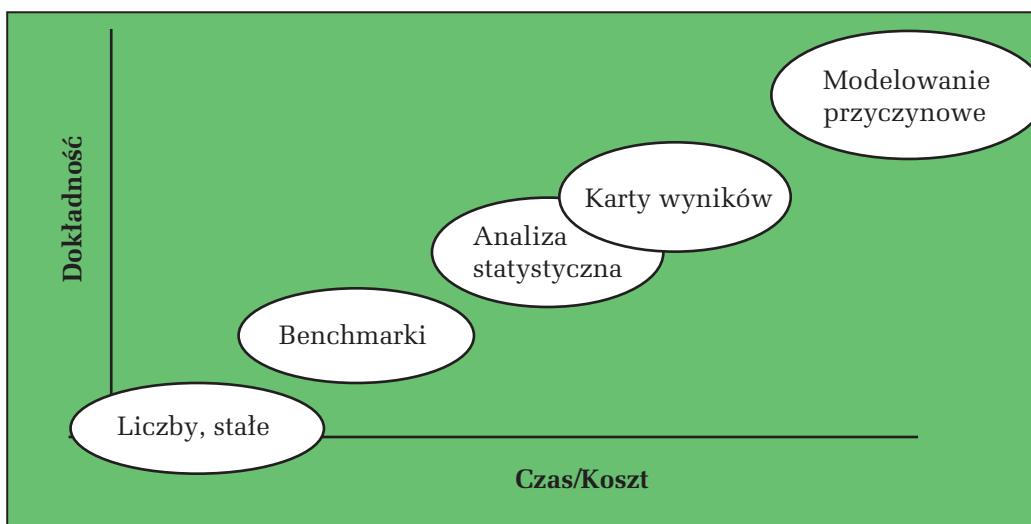 Modelowanie
przyczynowe
Karty wyników
Analiza
statystyczna
Benchmarki
Liczby, stałe
Dokładność
Czas/Koszt